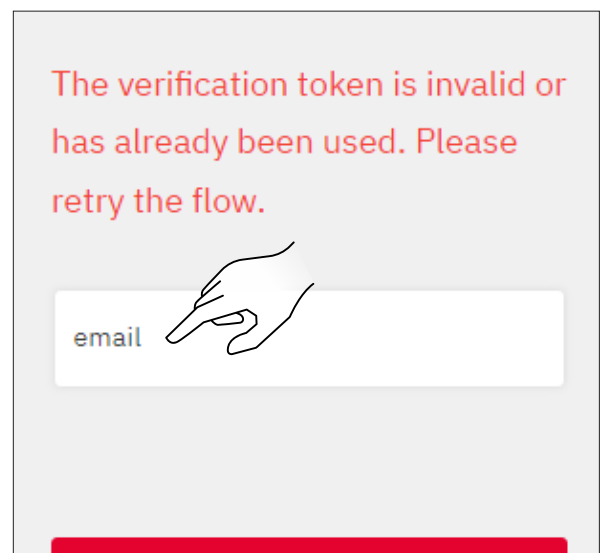 The verification token is invalid or
has already been used. Please
retry the flow.
email